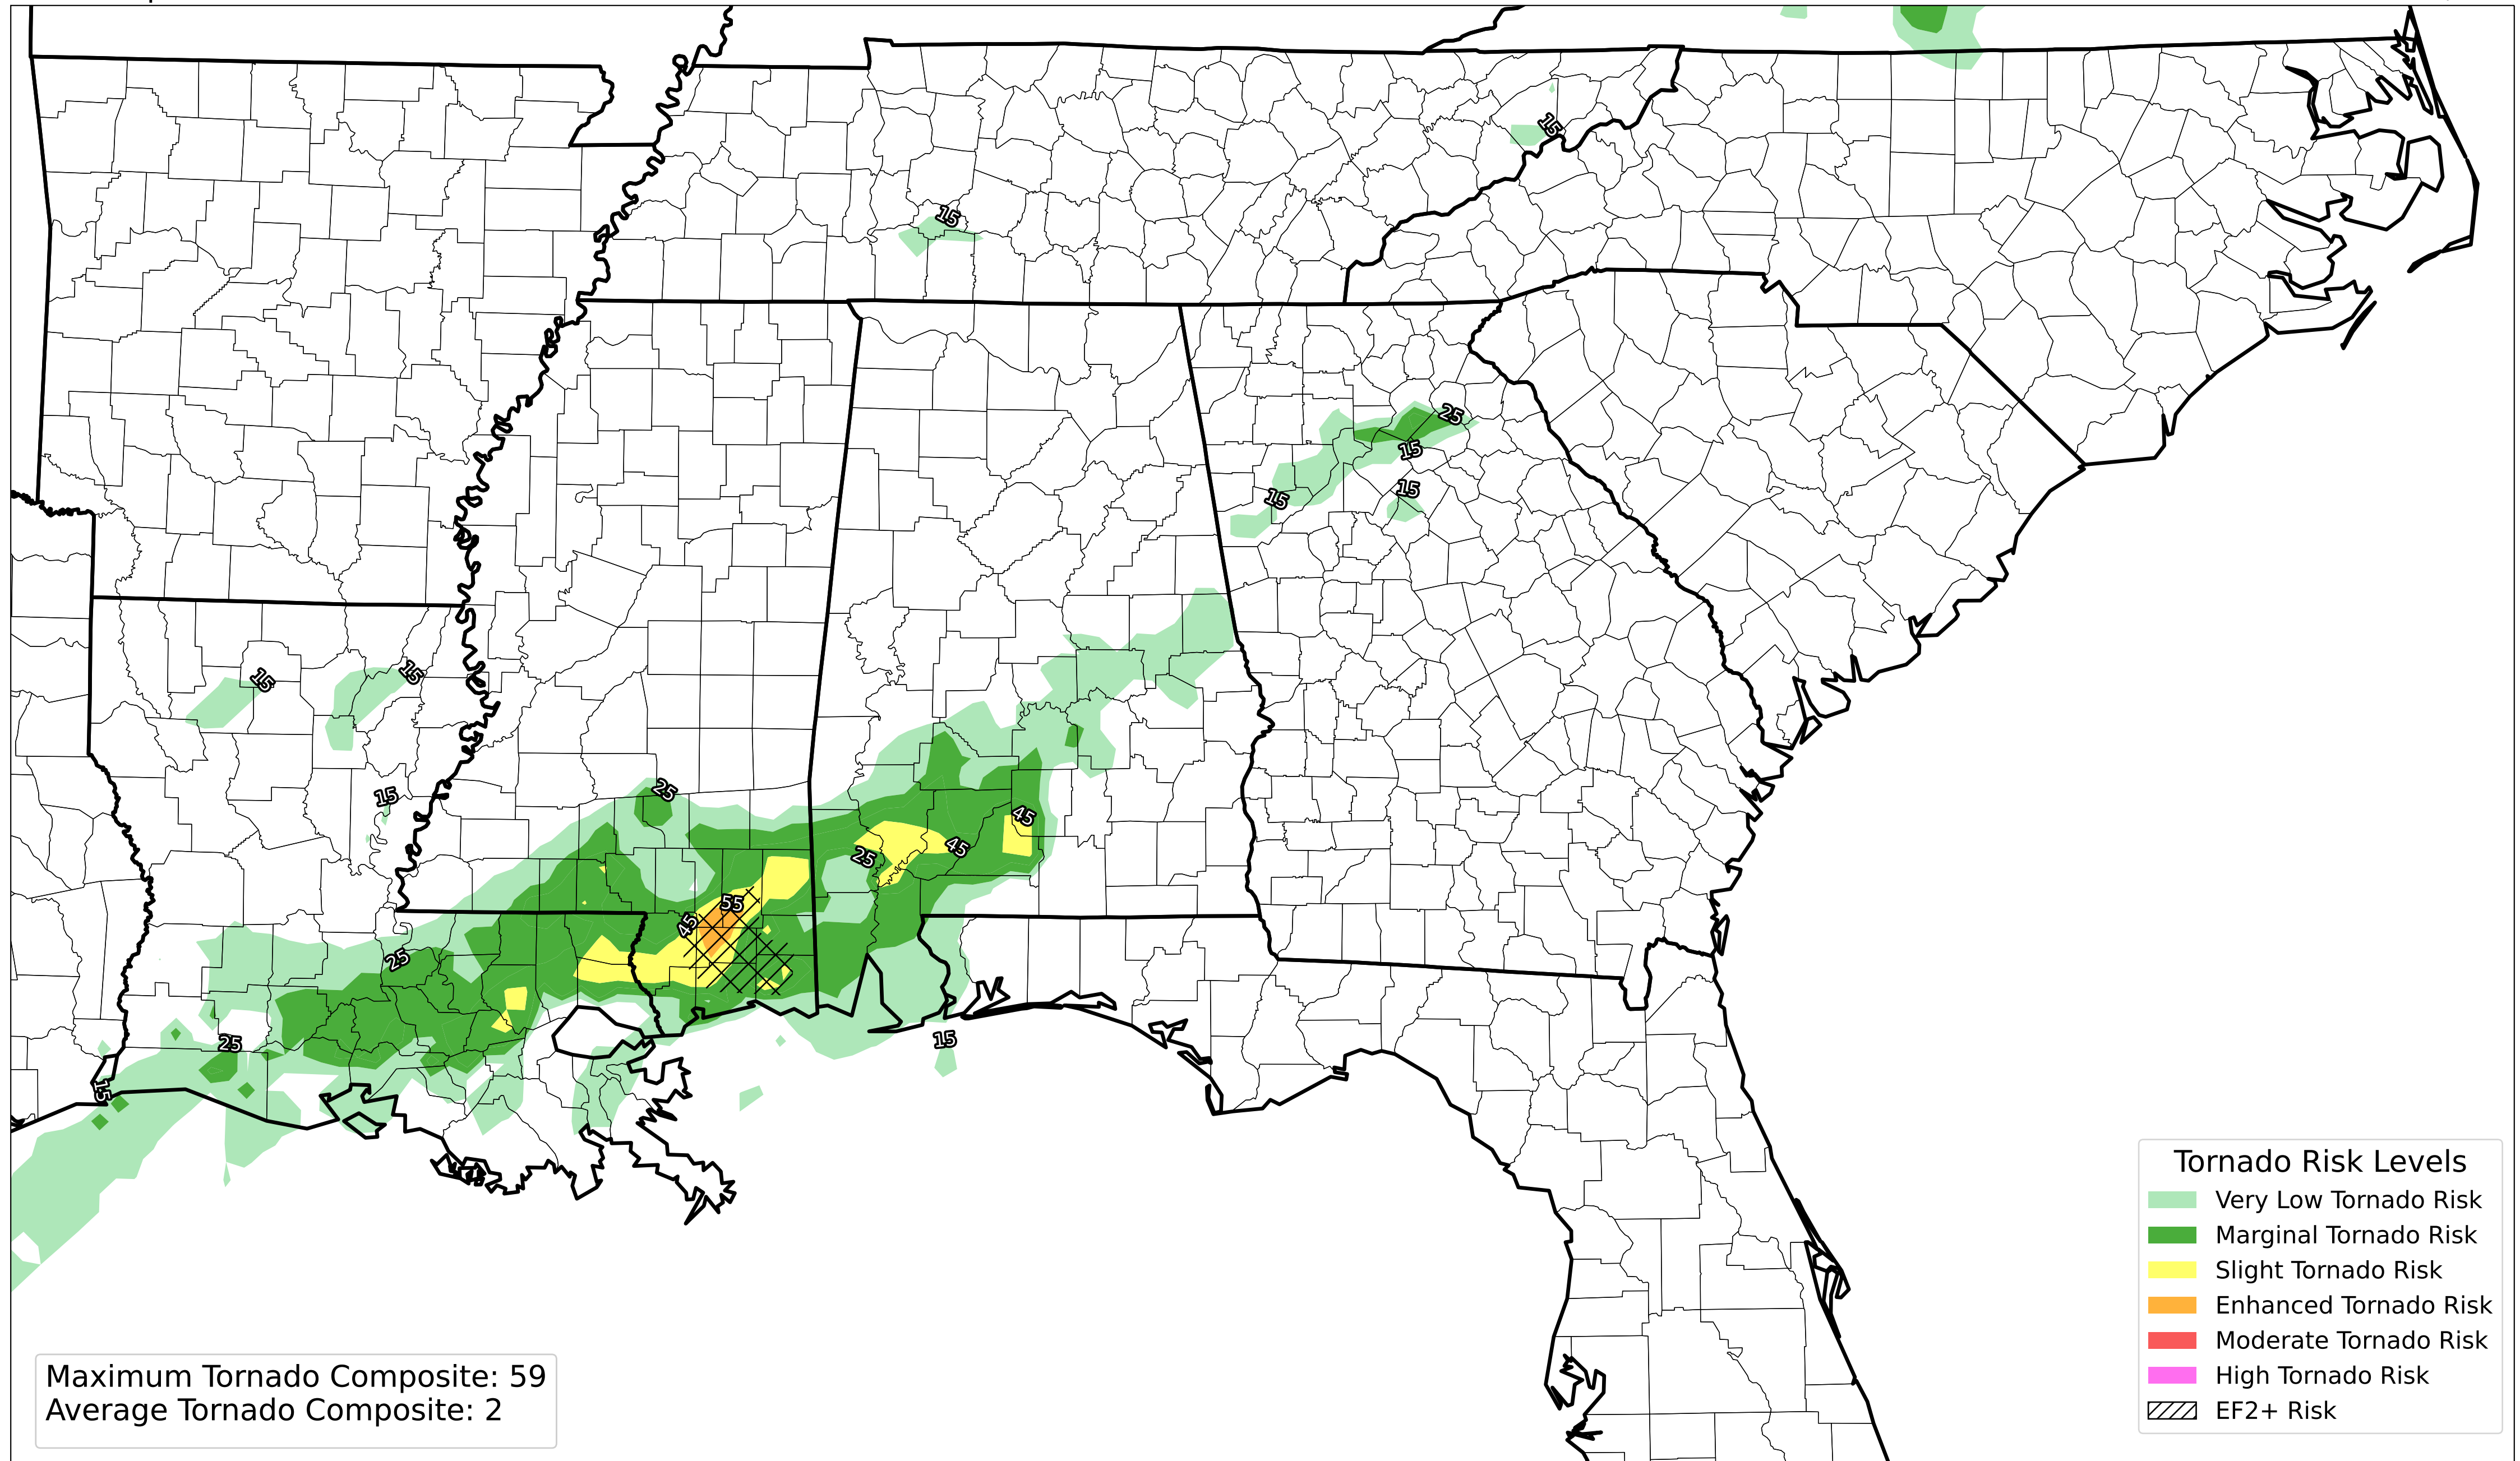 15
15
25
15
15
15
15
15
25
15
45
45
25
55
45
25
25
15
15
Tornado Risk Levels
Very Low Tornado Risk
Marginal Tornado Risk
Slight Tornado Risk
Enhanced Tornado Risk
Moderate Tornado Risk
High Tornado Risk
EF2+ Risk
Maximum Tornado Composite: 59
Average Tornado Composite: 2